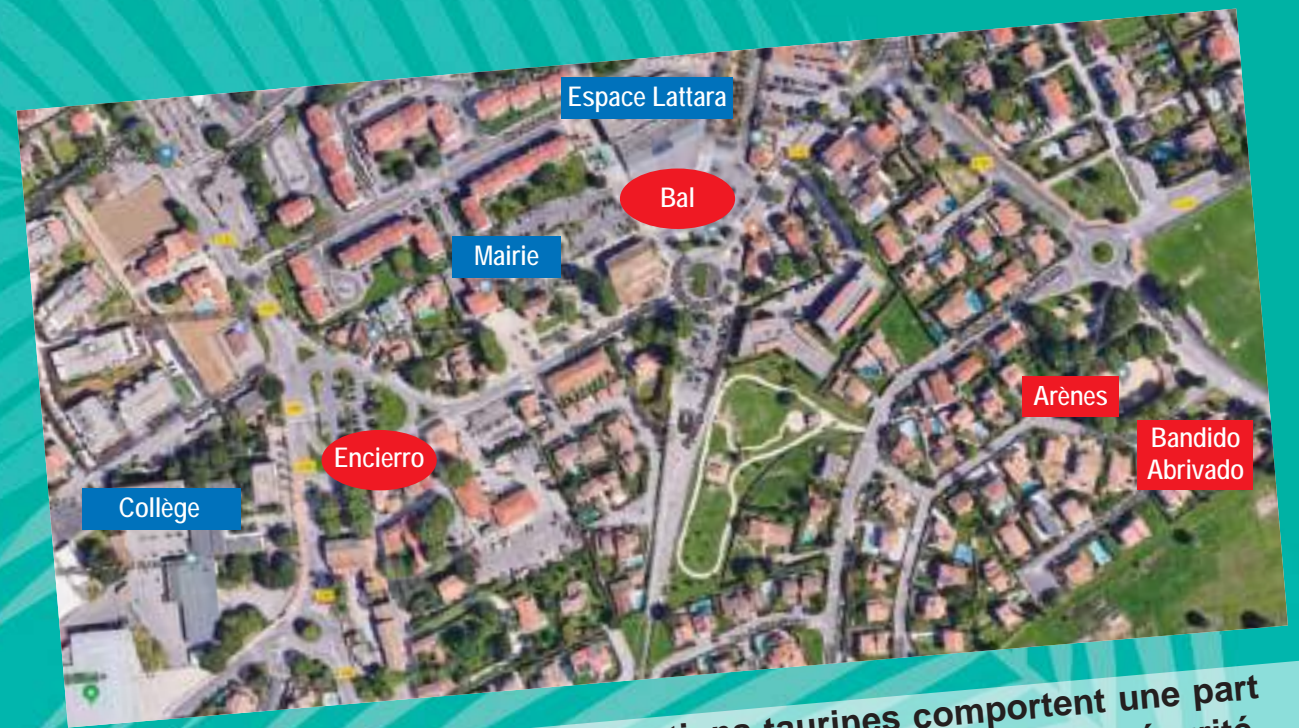 Espace Lattara
Bal
Mairie
Arènes
Bandido
Abrivado
Encierro
Collège
taurines comportent une part